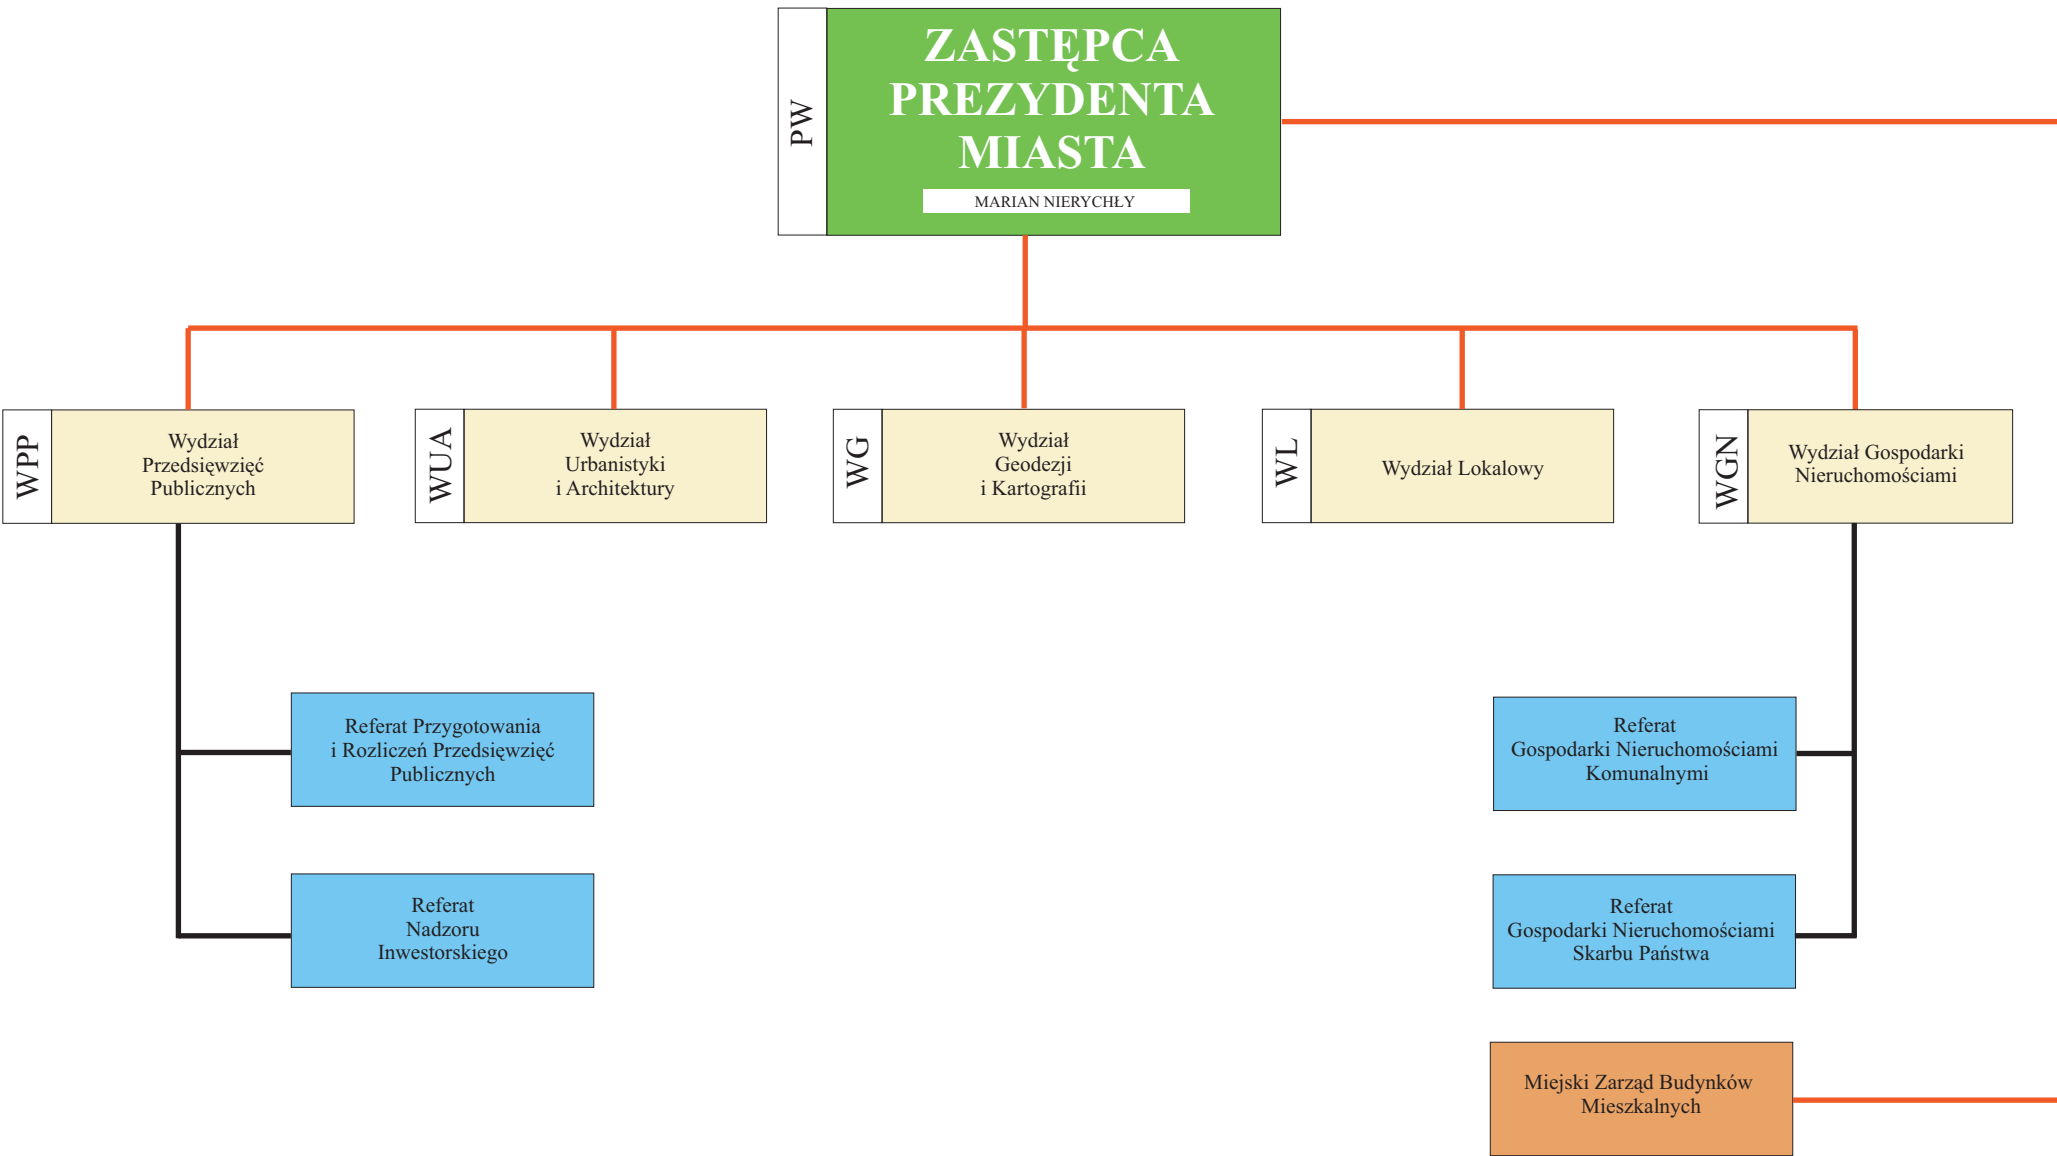 PW
ZASTĘPCA
PREZYDENTA
MIASTA
MARIAN NIERYCHŁY
WPP
Wydział
Przedsięwzięć
Publicznych
WUA
Wydział
Urbanistyki
i Architektury
WG
Wydział
Geodezji
i Kartografii
WL
Wydział Lokalowy
WGN
Wydział Gospodarki
Nieruchomościami
Referat Przygotowania
i Rozliczeń Przedsięwzięć
Publicznych
Referat
Gospodarki Nieruchomościami
Komunalnymi
Referat
Nadzoru
Inwestorskiego
Referat
Gospodarki Nieruchomościami
Skarbu Państwa
Miejski Zarząd Budynków
Mieszkalnych